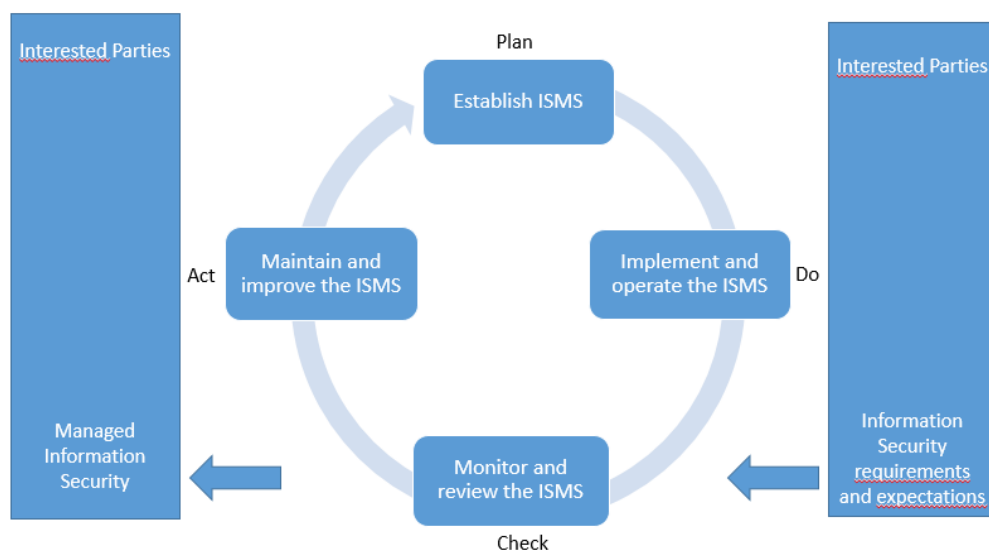 Interested Parties
Managed
Information
Security
Plan
Establish ISMS
Act
Maintain and
improve the ISMS
Implement and
operate the ISMS
Do
Monitor and
review the ISMS
Check
Interested Parties
Information
Security
requirements
and expectations